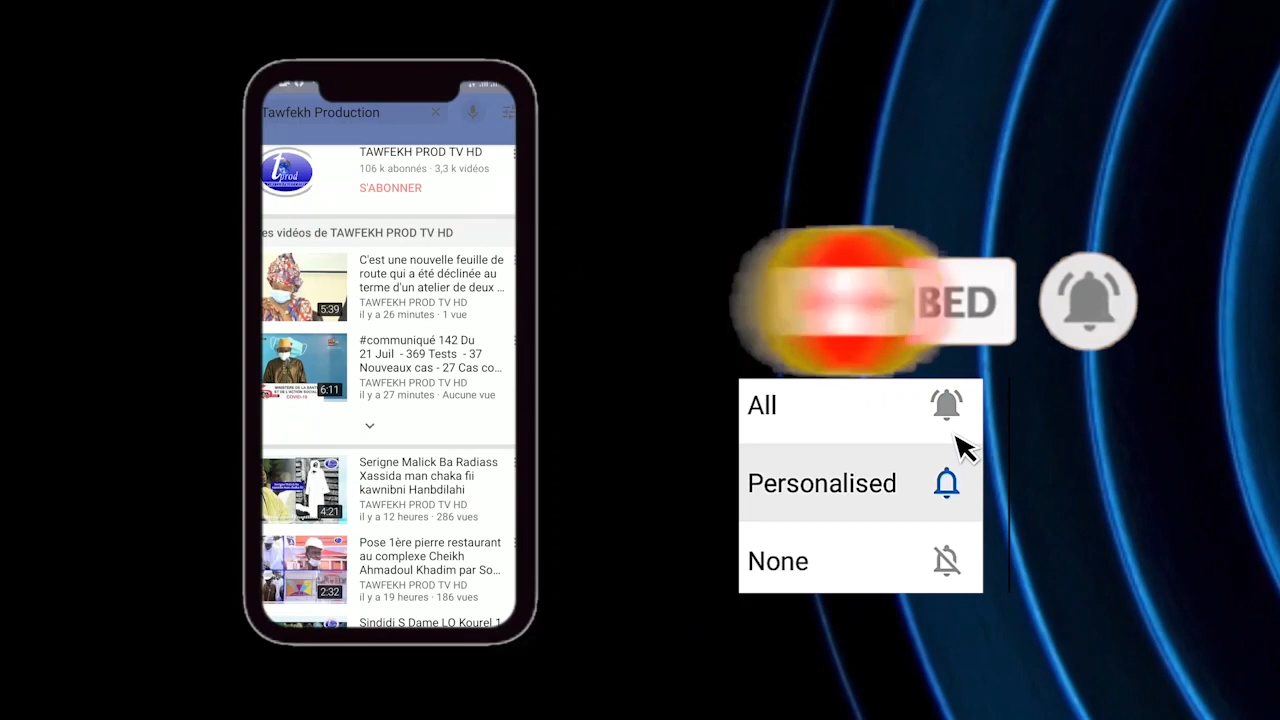 Tawfekh Production
TAWFEKH PROD TV HD
106 k abonnés · 3,3 k vidéos
S'ABONNER
t
prod
es vidéos de TAWFEKH PROD TV HD
C'est une nouvelle feuille de
route qui a été déclinée au
terme d'un atelier de deux ...
TAWFEKH PROD TV HD
il y a 26 minutes · 1 vue
5:39
#communiqué 142 Du
21 Juil - 369 Tests - 37
Nouveaux cas - 27 Cas co...
TAWFEKH PROD TV HD
il y a 27 minutes · Aucune vue
6:11
Serigne Malick Ba Radiass
Xassida man chaka fii
kawnibni Hanbdilahi
TAWFEKH PROD TV HD
il y a 12 heures · 286 vues
4:21
Pose 1ère pierre restaurant
au complexe Cheikh
Ahmadoul Khadim par So...
TAWFEKH PROD TV HD
il y a 19 heures · 186 vues
2:32
Sindidi S Dame LO Kourel 1
BED
All
Personalised
None